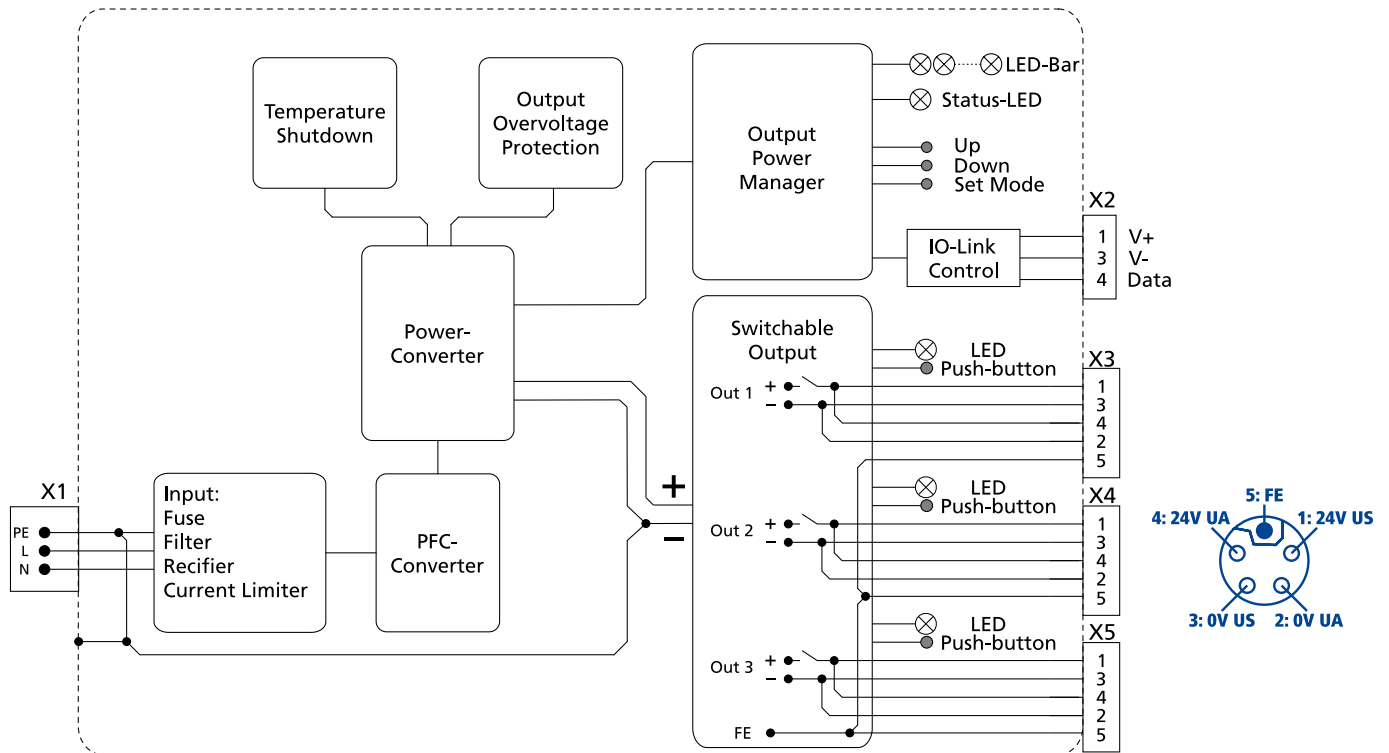 Temperature
Shutdown
Output
Overvoltage
Protection
Output
Power
Manager
LED-Bar
Status-LED
Up
Down
Set Mode
IO-Link
Control
X2
1 V+
3 V-
4 Data
Power-
Converter
Switchable
Output
LED
Push-button
X3
Out 1 + −
1
3
4
2
5
X1
PE
L
N
Input:
Fuse
Filter
Rectifier
Current Limiter
PFC-
Converter
+
−
LED
Push-button
X4
Out 2 + −
1
3
4
2
5
5: FE
4: 24V UA
1: 24V US
3: 0V US
2: 0V UA
LED
Push-button
X5
Out 3 + −
1
3
4
2
5
FE